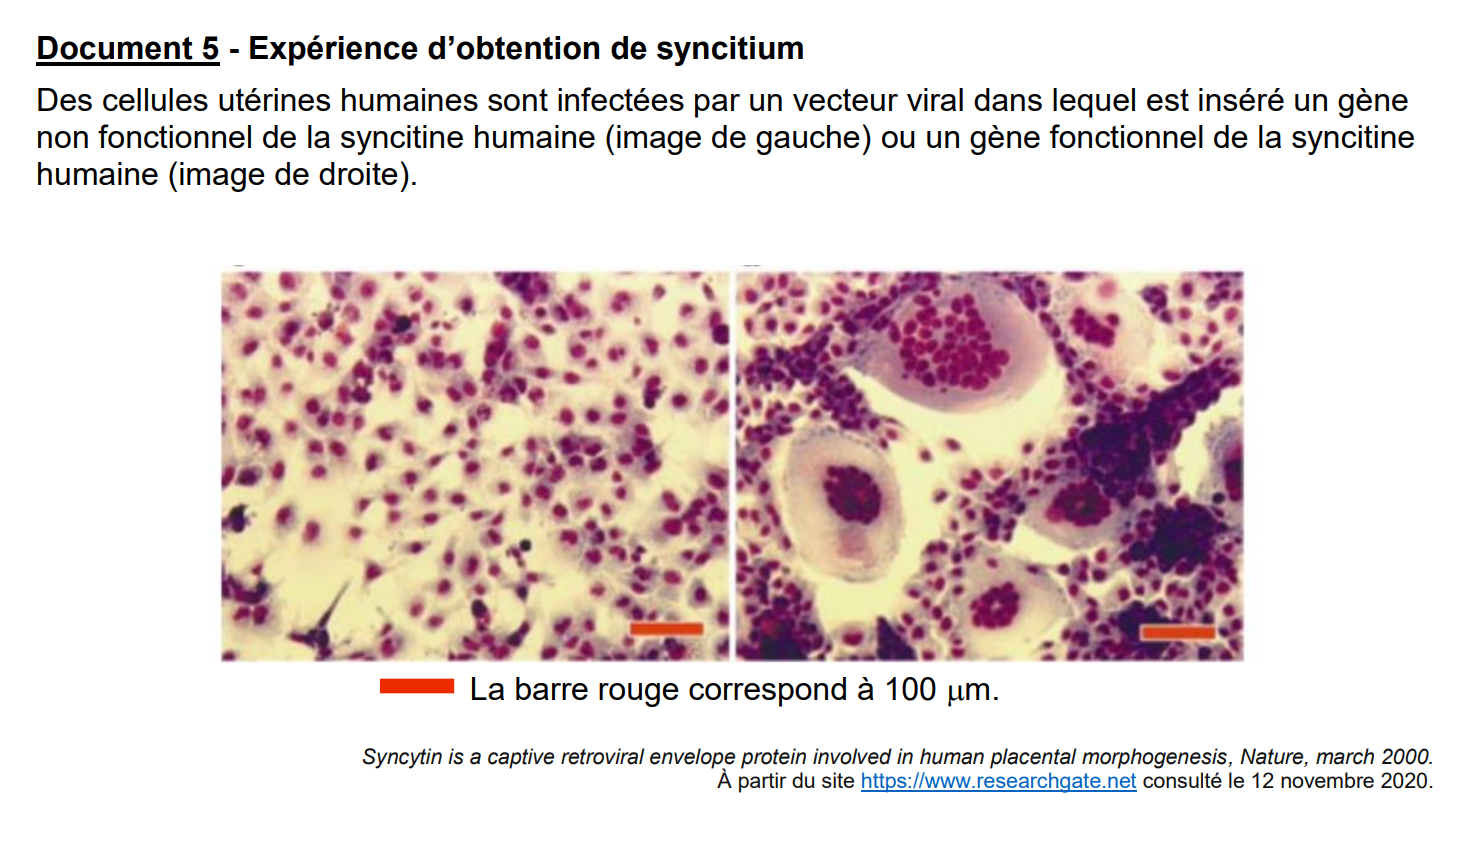 Document 5 - Expérience d’obtention de syncitium
Des cellules utérines humaines sont infectées par un vecteur viral dans lequel est inséré un gène
non fonctionnel de la syncitine humaine (image de gauche) ou un gène fonctionnel de la syncitine
humaine (image de droite).
La barre rouge correspond à 100 μm.
Syncytin is a captive retroviral envelope protein involved in human placental morphogenesis, Nature, march 2000.
À partir du site https://www.researchgate.net consulté le 12 novembre 2020.